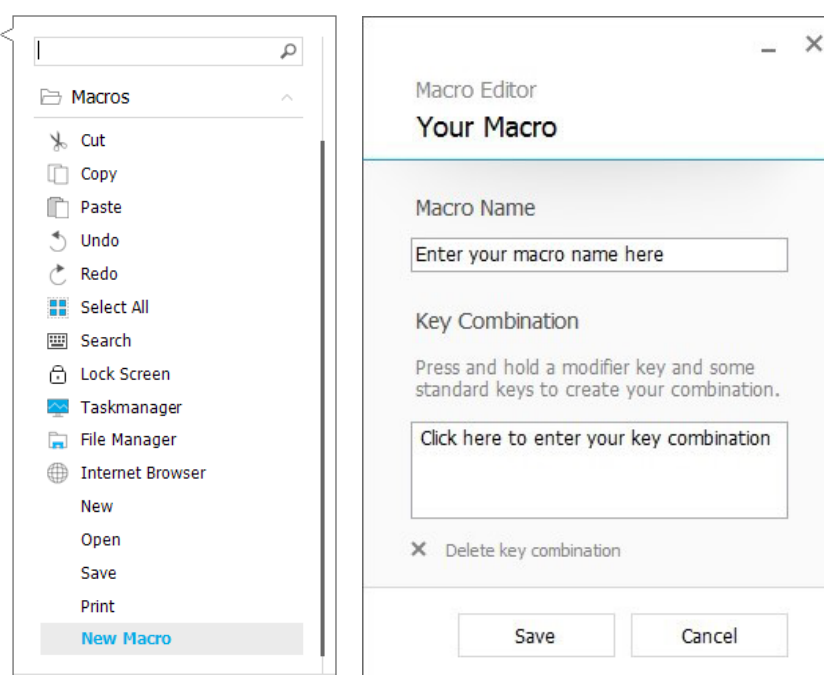 Macros
Cut
Copy
Paste
Undo
Redo
Select All
Search
Lock Screen
Taskmanager
File Manager
Internet Browser
New
Open
Save
Print
New Macro
Macro Editor
Your Macro
Macro Name
Enter your macro name here
Key Combination
Press and hold a modifier key and some
standard keys to create your combination.
Click here to enter your key combination
Delete key combination
Save
Cancel